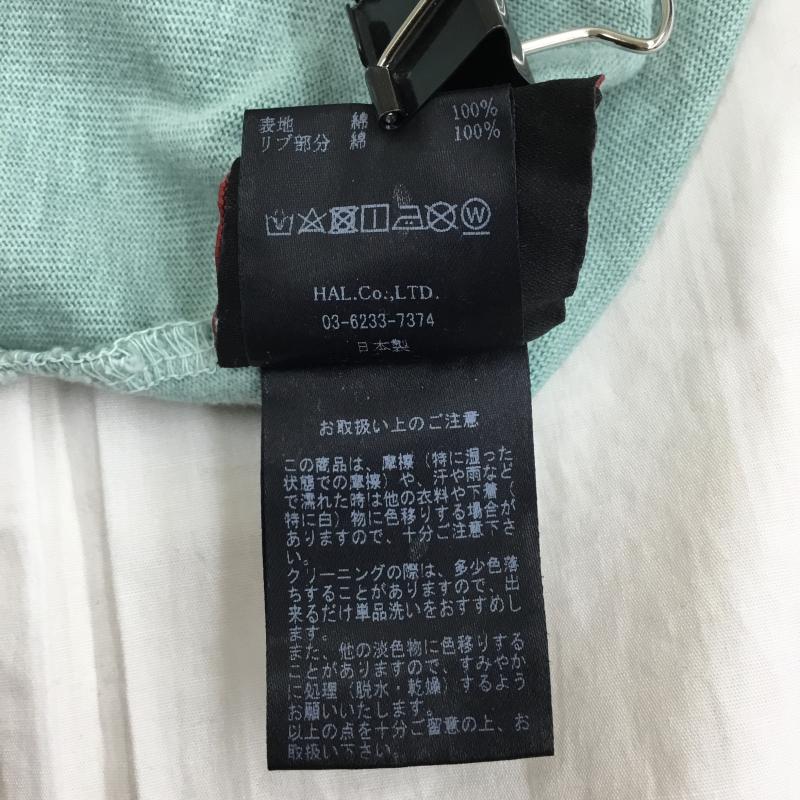 表地 綿 100%
リブ部分 綿 100%
W
HAL.Co.,LTD.
03-6233-7374
日本製
お取扱い上のご注意
この商品は、摩擦（特に湿った
状態での摩擦）や、汗や雨など
で濡れた時は他の衣料や下着（
特に白）物に色移りする場合が
ありますので、十分ご注意下さ
い。
クリーニングの際は、多少色落
ちすることがありますので、出
来るだけ単品洗いをおすすめし
ます。
また、他の淡色物に色移りする
ことがありますので、すみやか
に処理（脱水・乾燥）するよう
お願いいたします。
以上の点を十分ご留意の上、お
取扱い下さい。